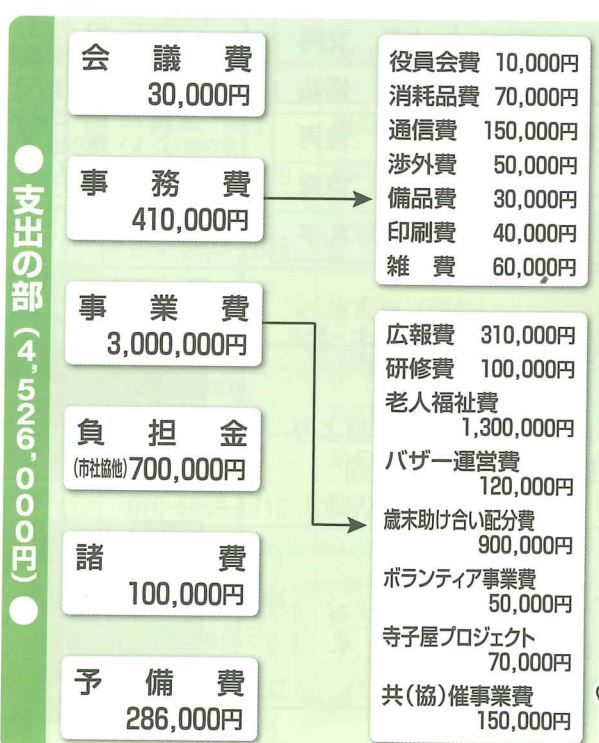 ●支出の部(4,526,000円)●
会議費
30,000円
事務費
410,000円
役員会費 10,000円
消耗品費 70,000円
通信費 150,000円
渉外費 50,000円
備品費 30,000円
印刷費 40,000円
雑費 60,000円
事業費
3,000,000円
広報費 310,000円
研修費 100,000円
老人福祉費
1,300,000円
バザー運営費
120,000円
歳末助け合い配分費
900,000円
ボランティア事業費
50,000円
寺子屋プロジェクト
70,000円
共(協)催事業費
150,000円
負担金
(市社協他)700,000円
諸費
100,000円
予備費
286,000円